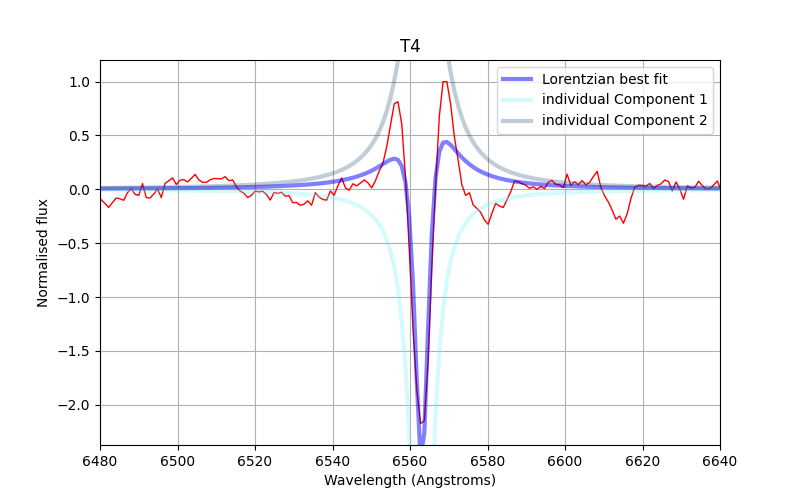 T4
Lorentzian best fit
individual Component 1
individual Component 2
1.0
0.5
0.0
−0.5
−1.0
−1.5
−2.0
Normalised flux
6480 6500 6520 6540 6560 6580 6600 6620 6640
Wavelength (Angstroms)